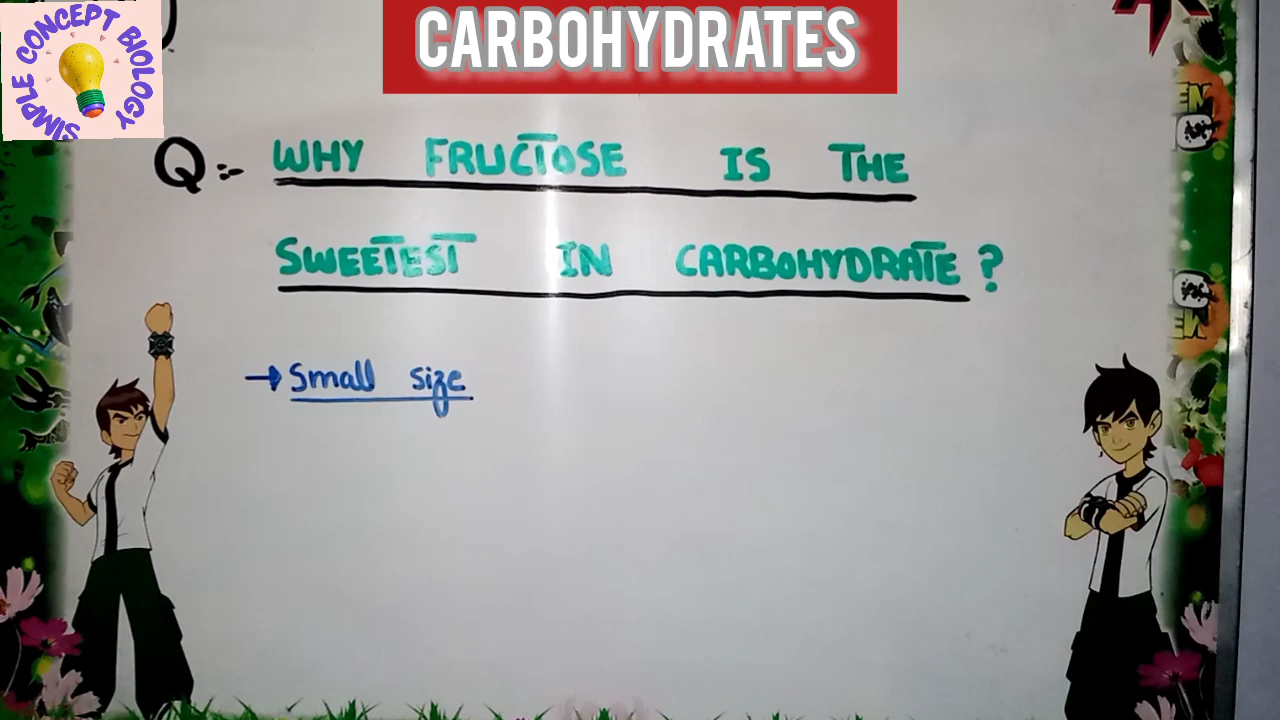 SIMPLE CONCEPT BIOLOGY
CARBOHYDRATES
Q:- WHY FRUCTOSE IS THE
SWEETEST IN CARBOHYDRATE?
→ Small size